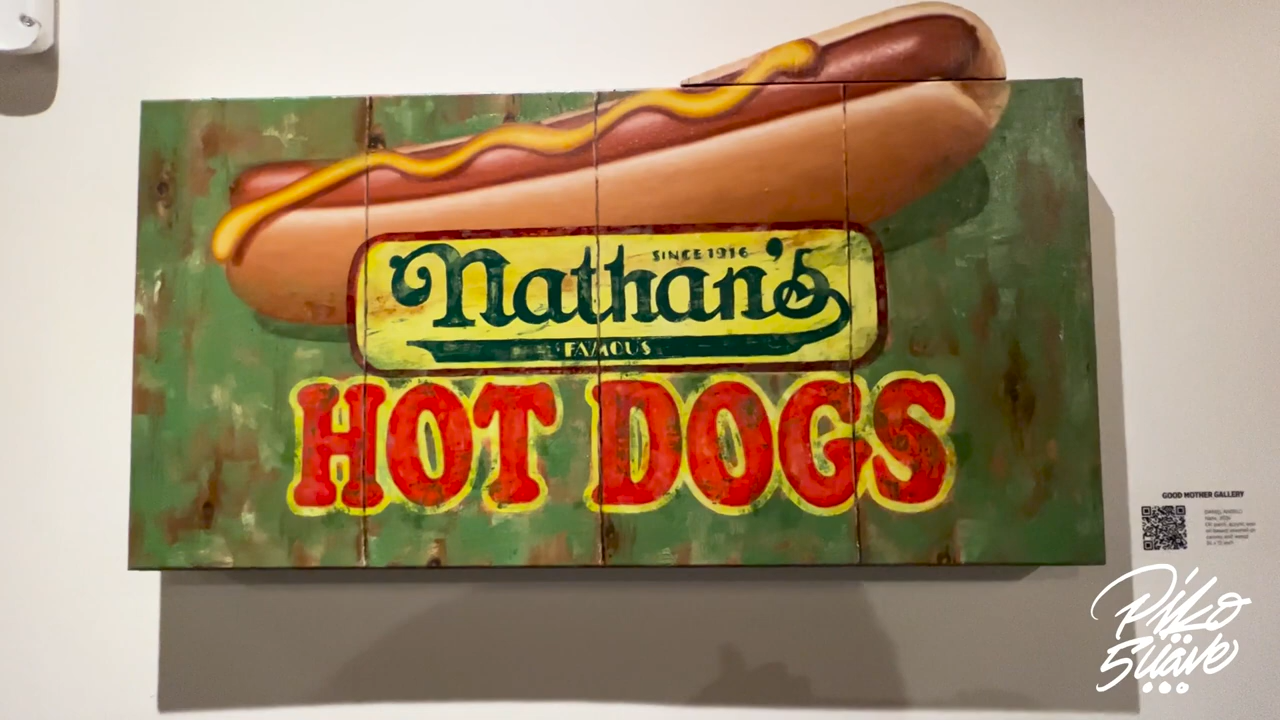 SINCE 1916
Nathan's
FAMOUS
HOT DOGS
GOOD MOTHER GALLERY
Piko
Suave